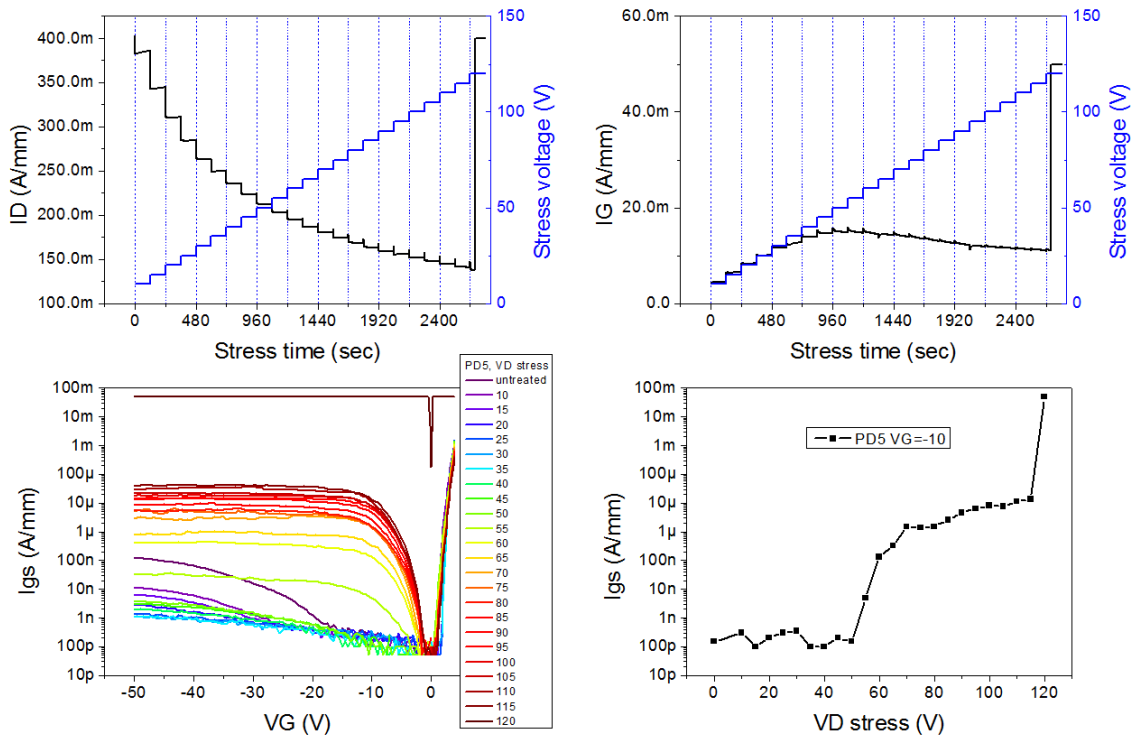 400.0m
350.0m
300.0m
250.0m
200.0m
150.0m
100.0m
ID (A/mm)
150
100
50
0
Stress voltage (V)
0 480 960 1440 1920 2400
Stress time (sec)
60.0m
40.0m
20.0m
0.0
IG (A/mm)
150
100
50
0
Stress voltage (V)
0 480 960 1440 1920 2400
Stress time (sec)
100m
10m
1m
100µ
10µ
1µ
100n
10n
1n
100p
10p
Igs (A/mm)
-50 -40 -30 -20 -10 0
VG (V)
PD5, VD stress
untreated
10
15
20
25
30
35
40
45
50
55
60
65
70
75
80
85
90
95
100
105
110
115
120
100m
10m
1m
100µ
10µ
1µ
100n
10n
1n
100p
10p
Igs (A/mm)
PD5 VG=-10
0 20 40 60 80 100 120
VD stress (V)